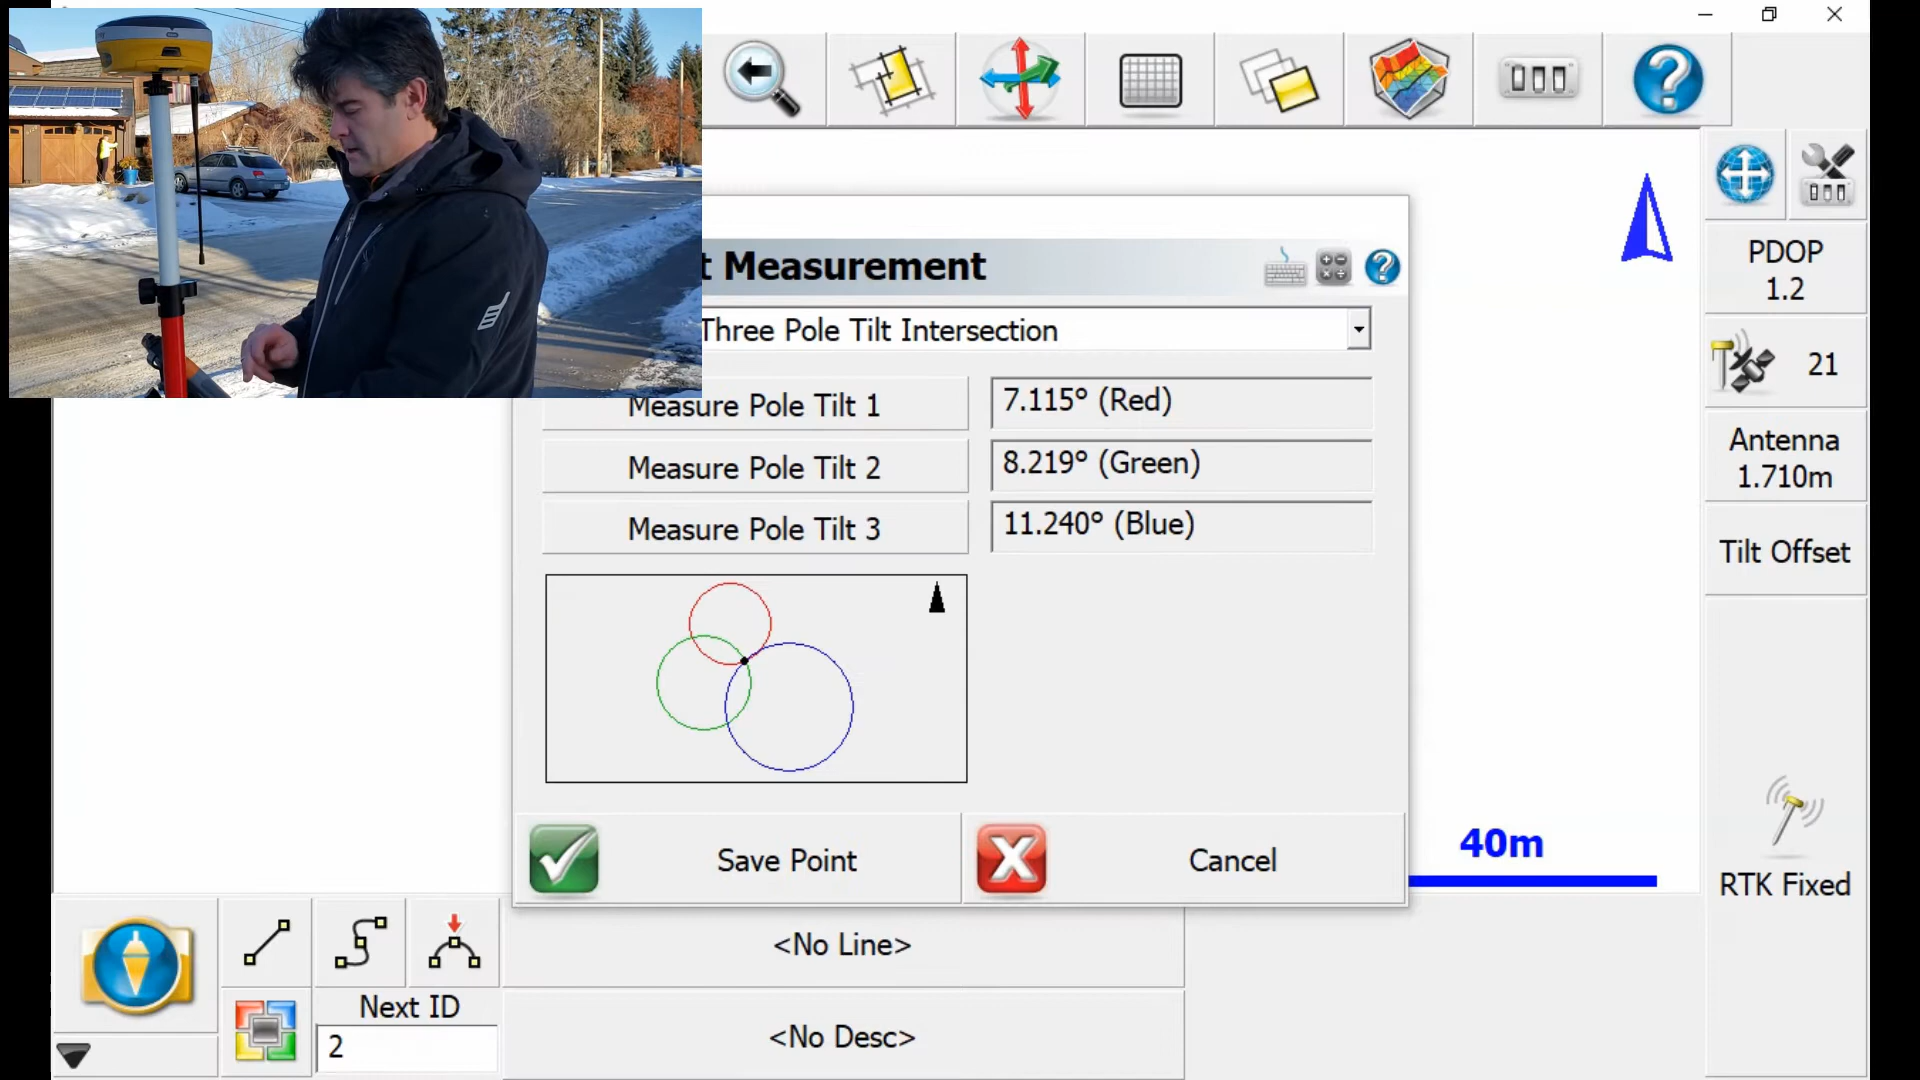 t Measurement
Three Pole Tilt Intersection
Measure Pole Tilt 1
7.115° (Red)
Measure Pole Tilt 2
8.219° (Green)
Measure Pole Tilt 3
11.240° (Blue)
Save Point
Cancel
PDOP
1.2
21
Antenna
1.710m
Tilt Offset
RTK Fixed
40m
<No Line>
Next ID
2
<No Desc>